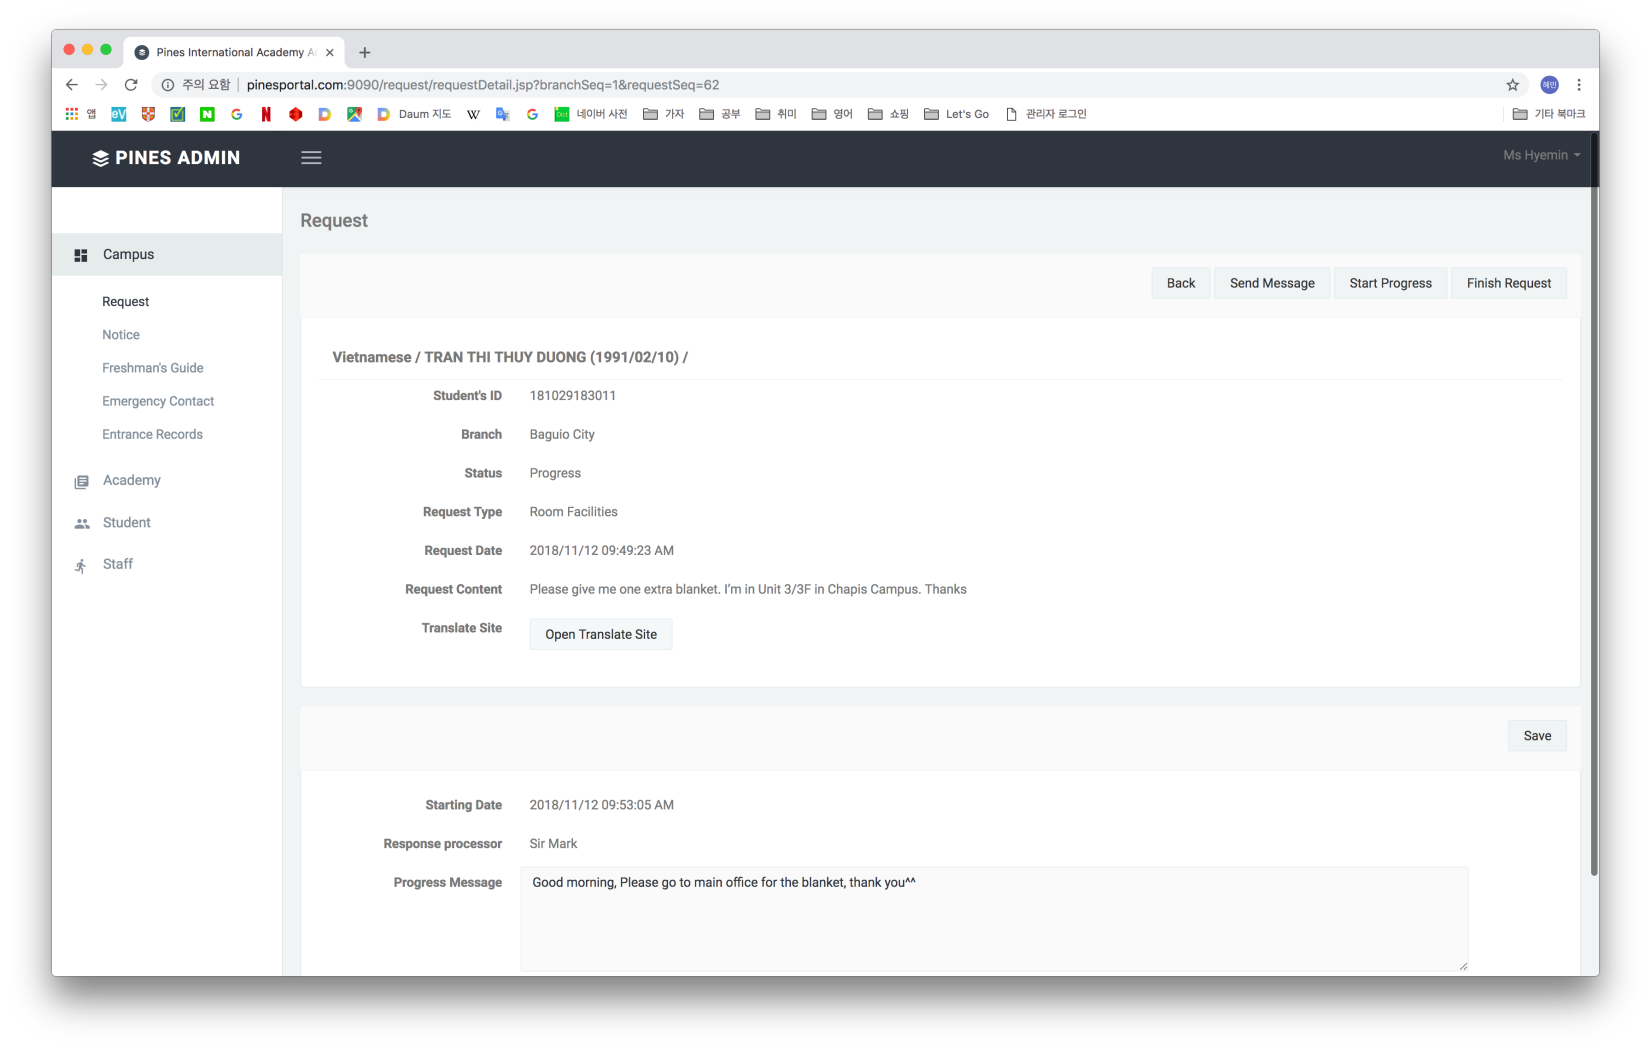 Pines International Academy A
주의 요함 | pinesportal.com:9090/request/requestDetail.jsp?branchSeq=1&requestSeq=62
혜민
앱 eV N G N D D Daum 지도 W G Dict 네이버 사전 가자 공부 취미 영어 쇼핑 Let's Go 관리자 로그인 기타 북마크
PINES ADMIN
Ms Hyemin
Request
Campus
Request
Notice
Freshman's Guide
Emergency Contact
Entrance Records
Academy
Student
Staff
Back Send Message Start Progress Finish Request
Vietnamese / TRAN THI THUY DUONG (1991/02/10) /
Student's ID 181029183011
Branch Baguio City
Status Progress
Request Type Room Facilities
Request Date 2018/11/12 09:49:23 AM
Request Content Please give me one extra blanket. I'm in Unit 3/3F in Chapis Campus. Thanks
Translate Site Open Translate Site
Save
Starting Date 2018/11/12 09:53:05 AM
Response processor Sir Mark
Progress Message Good morning, Please go to main office for the blanket, thank you^^